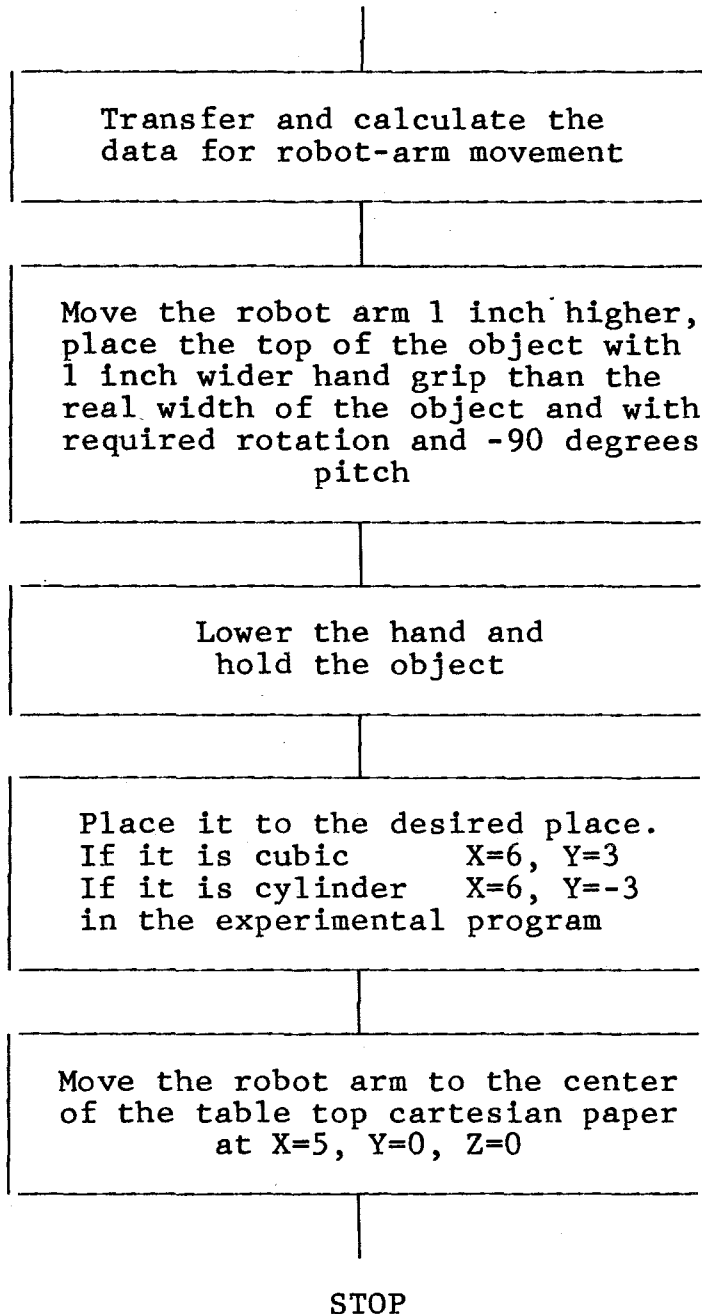 Transfer and calculate the
data for robot-arm movement
Move the robot arm 1 inch higher,
place the top of the object with
1 inch wider hand grip than the
real width of the object and with
required rotation and -90 degrees
pitch
Lower the hand and
hold the object
Place it to the desired place.
If it is cubic X=6, Y=3
If it is cylinder X=6, Y=-3
in the experimental program
Move the robot arm to the center
of the table top cartesian paper
at X=5, Y=0, Z=0
STOP